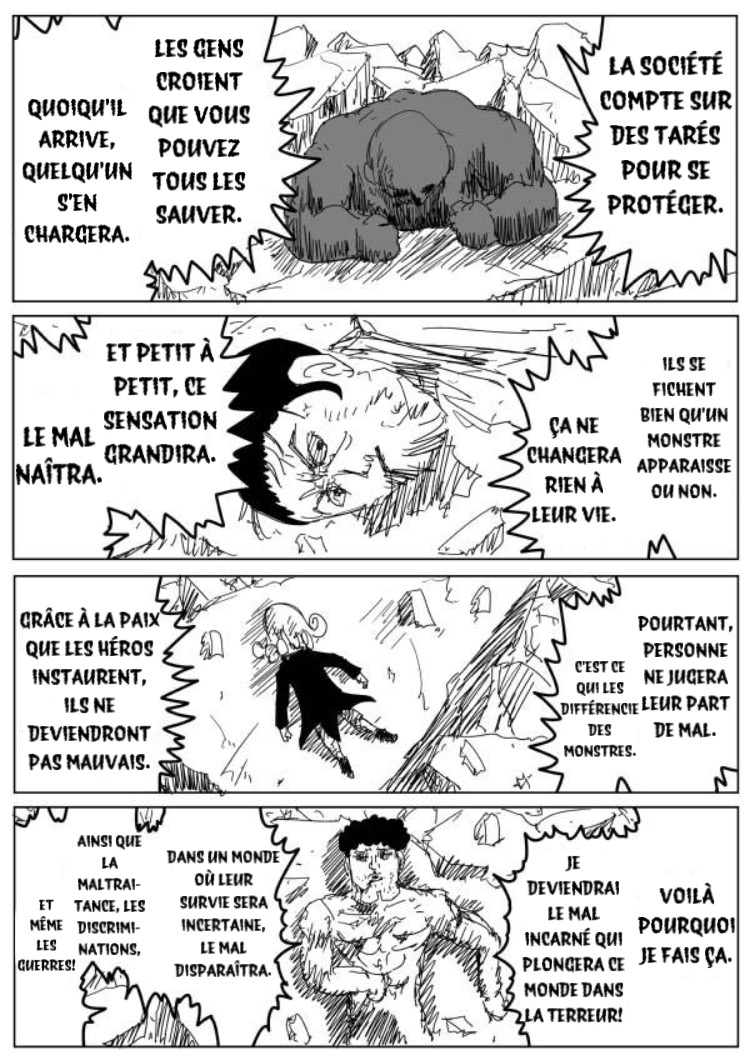 LA SOCIÉTÉ
COMPTE SUR
DES TARÉS
POUR SE
PROTÉGER.
LES GENS
CROIENT
QUE VOUS
POUVEZ
TOUS LES
SAUVER.
QUOIQU'IL
ARRIVE,
QUELQU'UN
S'EN
CHARGERA.
ILS SE
FICHENT
BIEN QU'UN
MONSTRE
APPARAISSE
OU NON.
ÇA NE
CHANGERA
RIEN À
LEUR VIE.
ET PETIT À
PETIT, CE
SENSATION
GRANDIRA.
LE MAL
NAÎTRA.
POURTANT,
PERSONNE
NE JUGERA
LEUR PART
DE MAL.
C'EST CE
QUI LES
DIFFÉRENCIE
DES
MONSTRES.
GRÂCE À LA PAIX
QUE LES HÉROS
INSTAURENT,
ILS NE
DEVIENDRONT
PAS MAUVAIS.
VOILÀ
POURQUOI
JE FAIS ÇA.
JE
DEVIENDRAI
LE MAL
INCARNÉ QUI
PLONGERA CE
MONDE DANS
LA TERREUR!
DANS UN MONDE
OÙ LEUR
SURVIE SERA
INCERTAINE,
LE MAL
DISPARAÎTRA.
AINSI QUE
LA
MALTRAI-
TANCE, LES
DISCRIMI-
NATIONS,
ET
MÊME
LES
GUERRES!